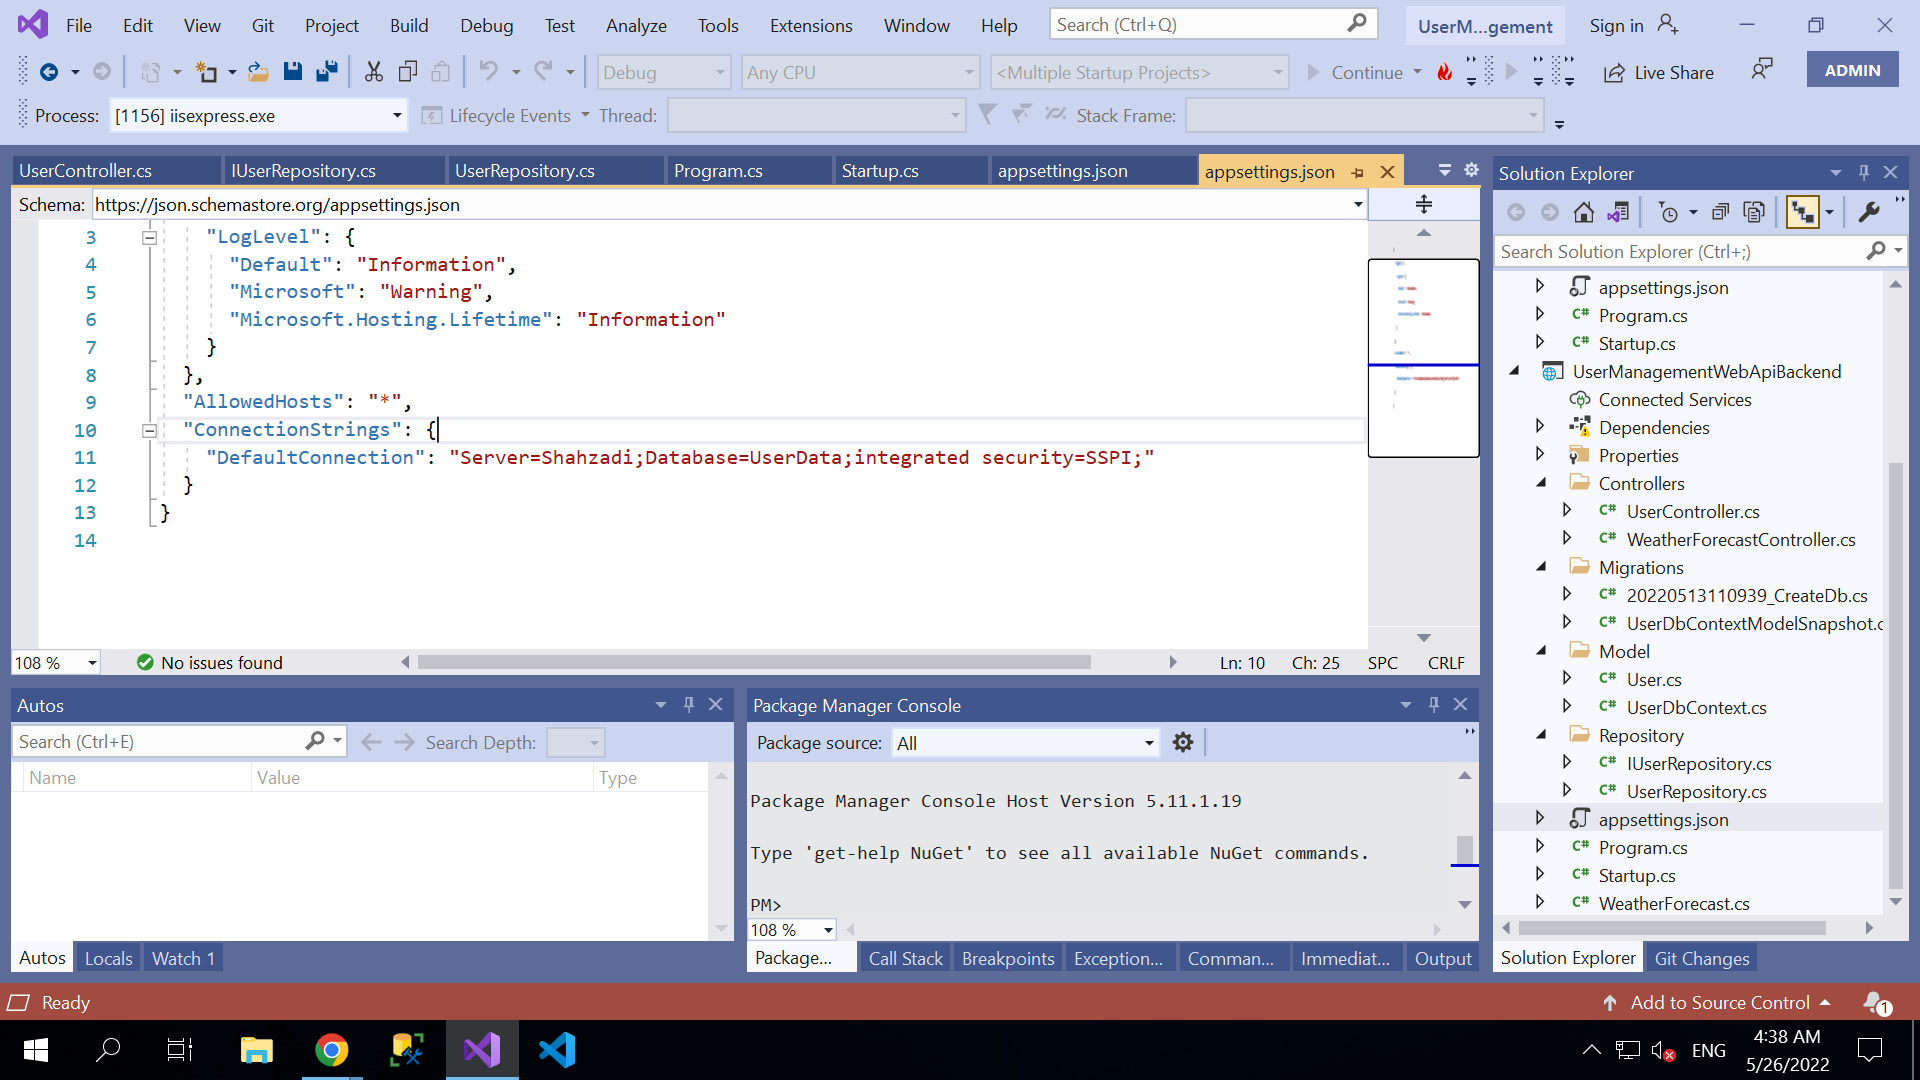 File Edit View Git Project Build Debug Test Analyze Tools Extensions Window Help Search (Ctrl+Q) UserM...gement Sign in
Debug Any CPU <Multiple Startup Projects> Continue Live Share ADMIN
Process: [1156] iisexpress.exe Lifecycle Events Thread: Stack Frame:
UserController.cs IUserRepository.cs UserRepository.cs Program.cs Startup.cs appsettings.json appsettings.json
Schema: https://json.schemastore.org/appsettings.json
3 "LogLevel": {
4 "Default": "Information",
5 "Microsoft": "Warning",
6 "Microsoft.Hosting.Lifetime": "Information"
7 }
8 },
9 "AllowedHosts": "*",
10 "ConnectionStrings": {
11 "DefaultConnection": "Server=Shahzadi;Database=UserData;integrated security=SSPI;"
12 }
13 }
14
108 % No issues found Ln: 10 Ch: 25 SPC CRLF
Autos
Search (Ctrl+E) Search Depth:
Name Value Type
Autos Locals Watch 1
Package Manager Console
Package source: All
Package Manager Console Host Version 5.11.1.19
Type 'get-help NuGet' to see all available NuGet commands.
PM>
108 %
Package... Call Stack Breakpoints Exception... Comman... Immediat... Output
Solution Explorer
Search Solution Explorer (Ctrl+;)
appsettings.json
C# Program.cs
C# Startup.cs
UserManagementWebApiBackend
Connected Services
Dependencies
Properties
Controllers
C# UserController.cs
C# WeatherForecastController.cs
Migrations
C# 20220513110939_CreateDb.cs
C# UserDbContextModelSnapshot.c
Model
C# User.cs
C# UserDbContext.cs
Repository
C# IUserRepository.cs
C# UserRepository.cs
appsettings.json
C# Program.cs
C# Startup.cs
C# WeatherForecast.cs
Solution Explorer Git Changes
Ready Add to Source Control 1
ENG 4:38 AM
5/26/2022